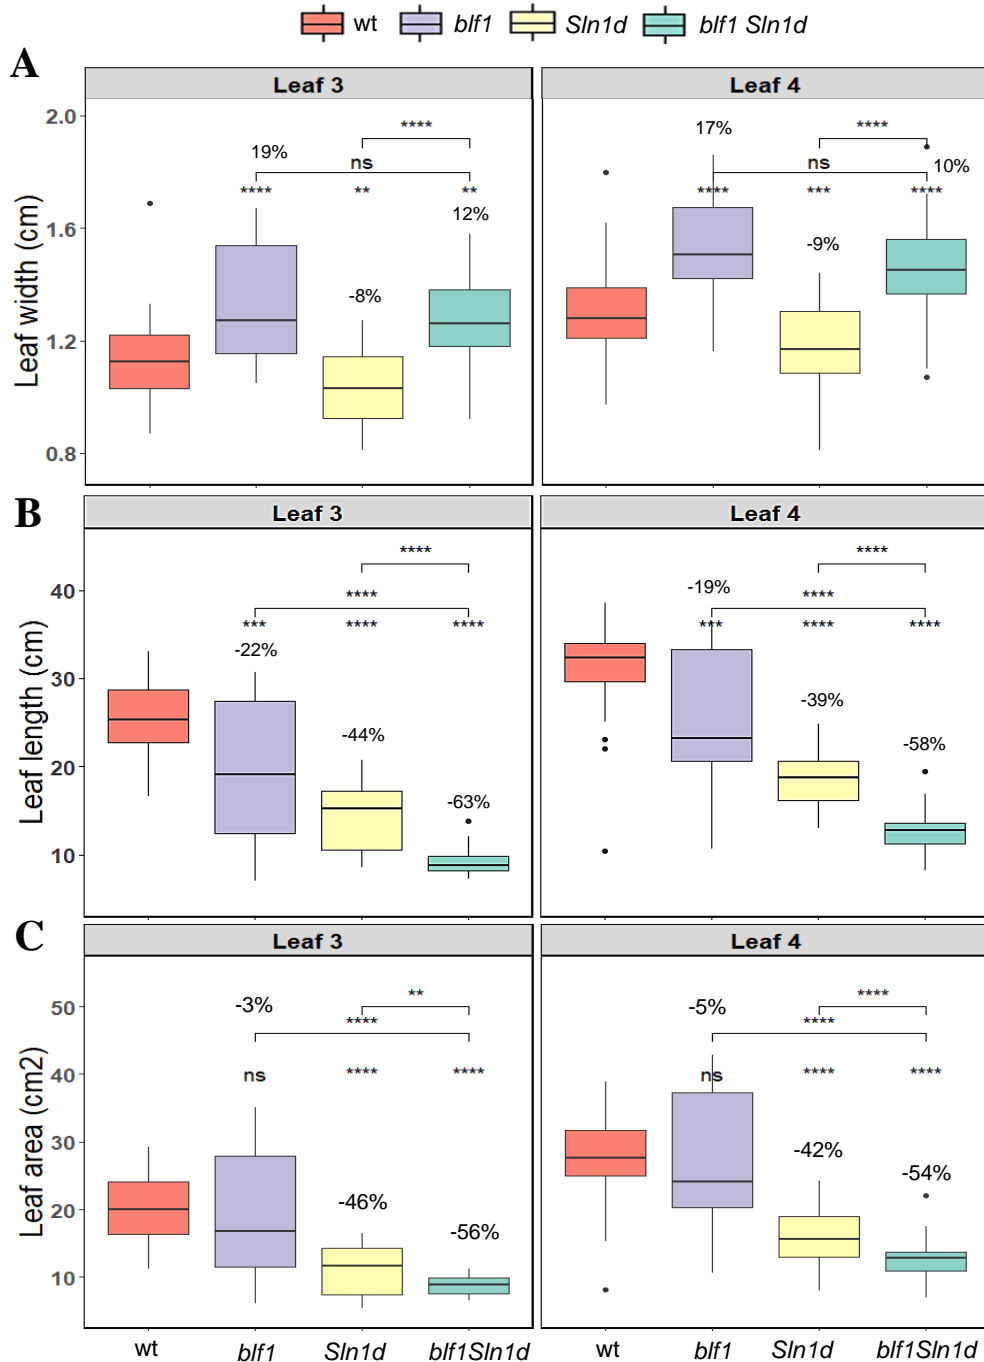 wt blf1 Sln1d blf1 Sln1d
A
Leaf 3 Leaf 4
Leaf width (cm)
2.0
1.6
1.2
0.8
19% **** ns
**** ** **
12%
-8%
17% **** ns 10%
**** *** ****
-9%
B
Leaf 3 Leaf 4
Leaf length (cm)
40
30
20
10
****
****
*** **** ****
-22%
-44%
-63%
****
-19% ****
*** **** ****
-39%
-58%
C
Leaf 3 Leaf 4
Leaf area (cm2)
50
40
30
20
10
-3% **
****
ns **** ****
-46%
-56%
-5% ****
****
ns **** ****
-42%
-54%
wt blf1 Sln1d blf1Sln1d wt blf1 Sln1d blf1Sln1d